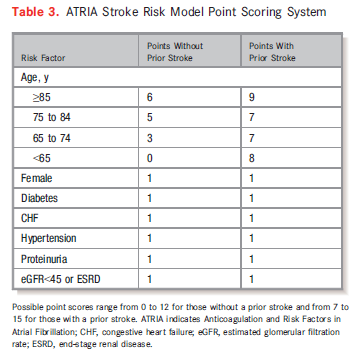 Table 3. ATRIA Stroke Risk Model Point Scoring System
Risk Factor Points Without Prior Stroke Points With Prior Stroke
Age, y
≥85 6 9
75 to 84 5 7
65 to 74 3 7
<65 0 8
Female 1 1
Diabetes 1 1
CHF 1 1
Hypertension 1 1
Proteinuria 1 1
eGFR<45 or ESRD 1 1
Possible point scores range from 0 to 12 for those without a prior stroke and from 7 to
15 for those with a prior stroke. ATRIA indicates Anticoagulation and Risk Factors in
Atrial Fibrillation; CHF, congestive heart failure; eGFR, estimated glomerular filtration
rate; ESRD, end-stage renal disease.